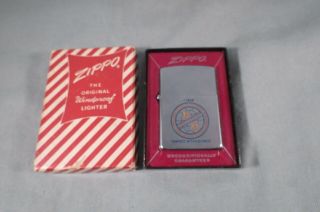 ZIPPO
THE
ORIGINAL
Windproof
LIGHTER
ZIPPO
UNCONDITIONALLY
GUARANTEED